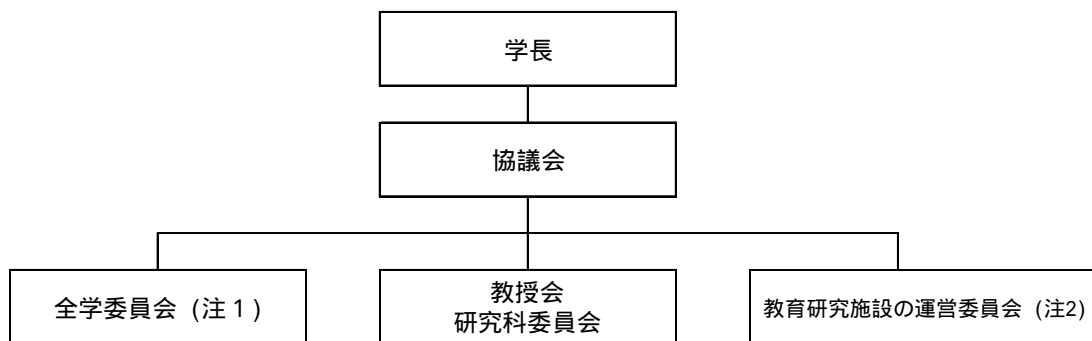 学長
協議会
全学委員会（注１）
教授会
研究科委員会
教育研究施設の運営委員会（注2）